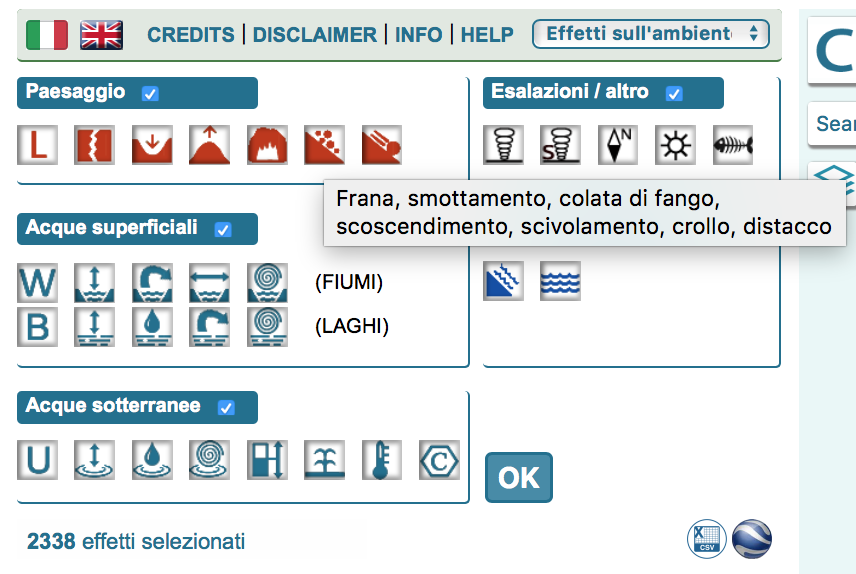 CREDITS | DISCLAIMER | INFO | HELP
Effetti sull'ambient
C
Paesaggio
Esalazioni / altro
Sear
L
S
N
Frana, smottamento, colata di fango,
scoscendimento, scivolamento, crollo, distacco
Acque superficiali
W
(FIUMI)
B
(LAGHI)
Acque sotterranee
U
C
OK
2338 effetti selezionati
X
CSV